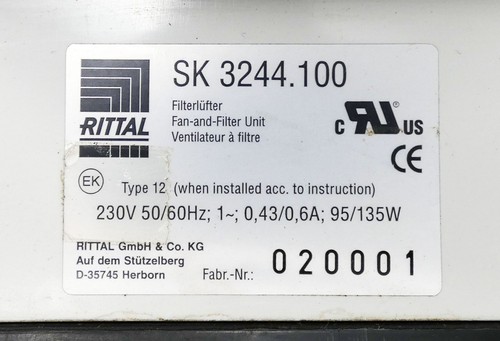 RITTAL
SK 3244.100
Filterlüfter
Fan-and-Filter Unit
Ventilateur à filtre
c RU US
CE
EK
Type 12 (when installed acc. to instruction)
230V 50/60Hz; 1~; 0,43/0,6A; 95/135W
RITTAL GmbH & Co. KG
Auf dem Stützelberg
D-35745 Herborn
Fabr.-Nr.: 020001